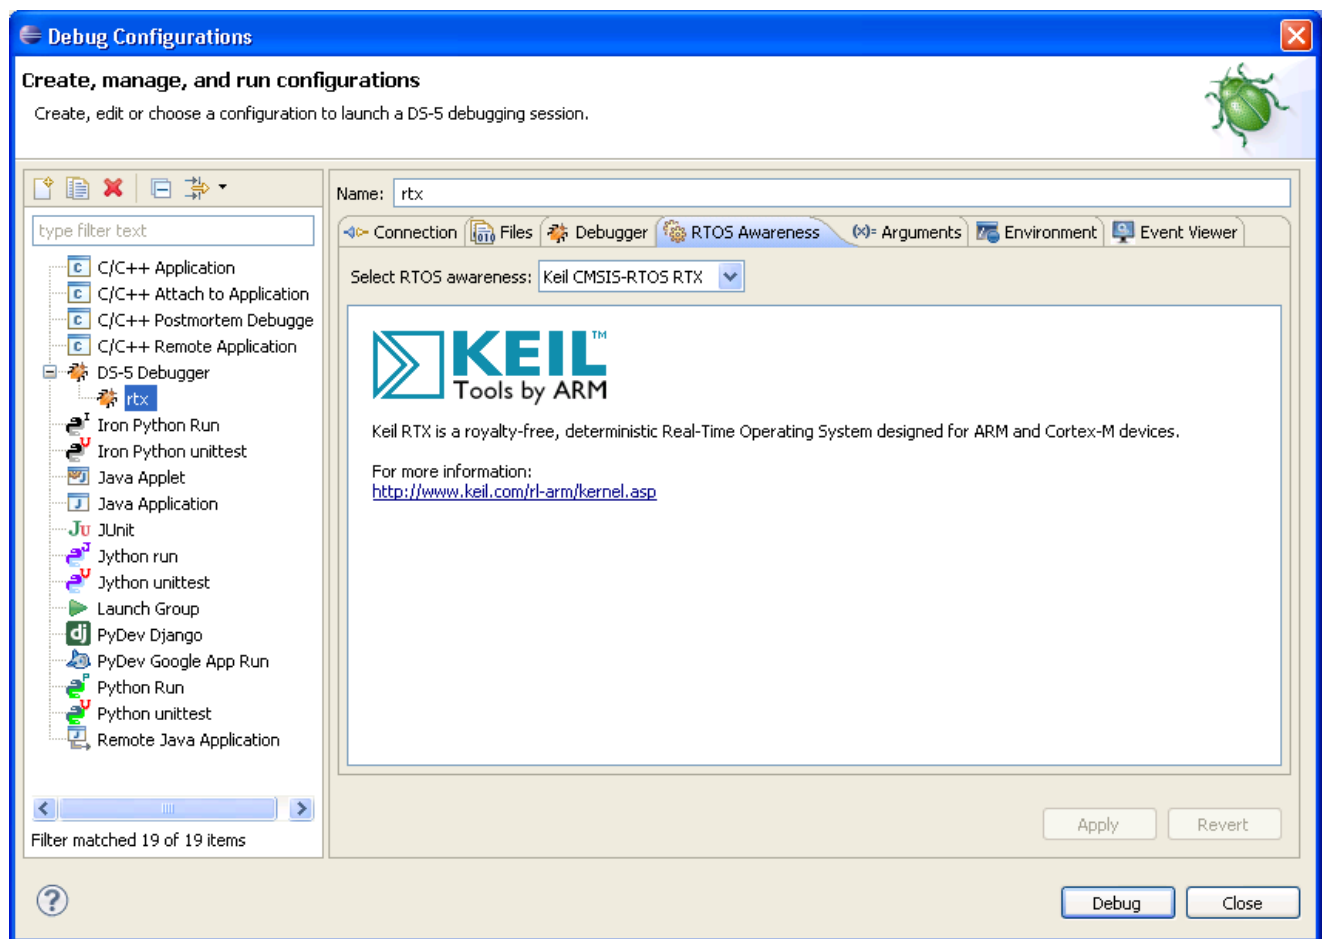 Debug Configurations
Create, manage, and run configurations
Create, edit or choose a configuration to launch a DS-5 debugging session.
type filter text
C/C++ Application
C/C++ Attach to Application
C/C++ Postmortem Debugge
C/C++ Remote Application
DS-5 Debugger
rtx
Iron Python Run
Iron Python unittest
Java Applet
Java Application
Ju JUnit
Jython run
Jython unittest
Launch Group
dj PyDev Django
PyDev Google App Run
Python Run
Python unittest
Remote Java Application
Filter matched 19 of 19 items
Name: rtx
Connection Files Debugger RTOS Awareness (x)= Arguments Environment Event Viewer
Select RTOS awareness: Keil CMSIS-RTOS RTX
KEIL™
Tools by ARM
Keil RTX is a royalty-free, deterministic Real-Time Operating System designed for ARM and Cortex-M devices.
For more information:
http://www.keil.com/rl-arm/kernel.asp
Apply Revert
? Debug Close